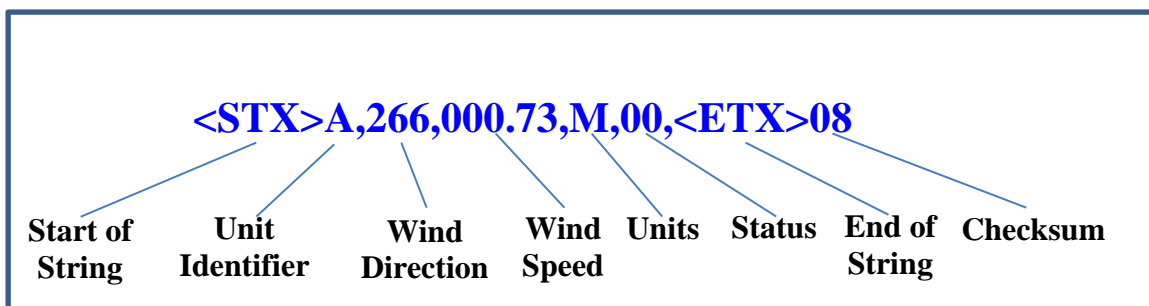 <STX>A,266,000.73,M,00,<ETX>08
Start of String
Unit Identifier
Wind Direction
Wind Speed
Units
Status
End of String
Checksum